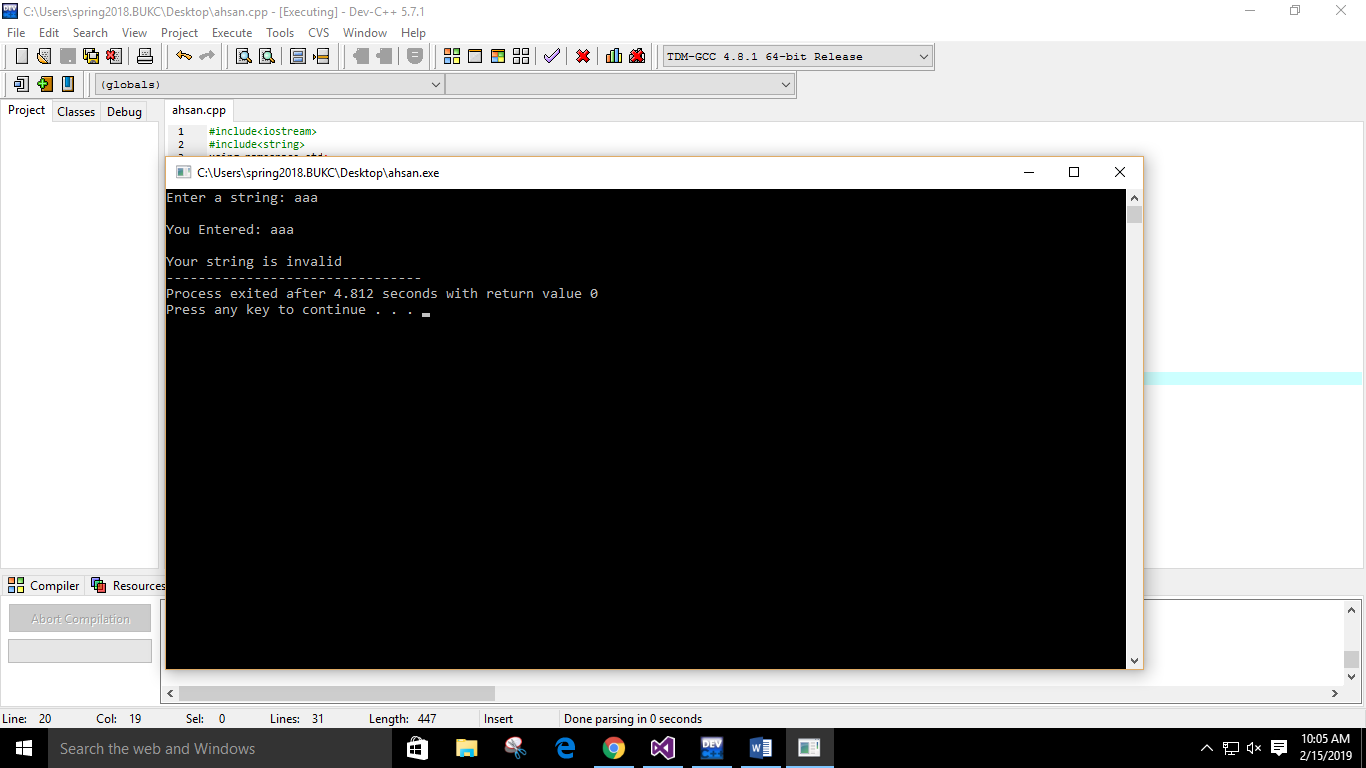 C:\Users\spring2018.BUKC\Desktop\ahsan.cpp - [Executing] - Dev-C++ 5.7.1
File Edit Search View Project Execute Tools CVS Window Help
TDM-GCC 4.8.1 64-bit Release
(globals)
Project Classes Debug
ahsan.cpp
1 #include<iostream>
2 #include<string>
C:\Users\spring2018.BUKC\Desktop\ahsan.exe
Enter a string: aaa
You Entered: aaa
Your string is invalid
--------------------------------
Process exited after 4.812 seconds with return value 0
Press any key to continue . . .
Compiler Resources
Abort Compilation
Line: 20 Col: 19 Sel: 0 Lines: 31 Length: 447 Insert Done parsing in 0 seconds
Search the web and Windows
DEV
10:05 AM
2/15/2019